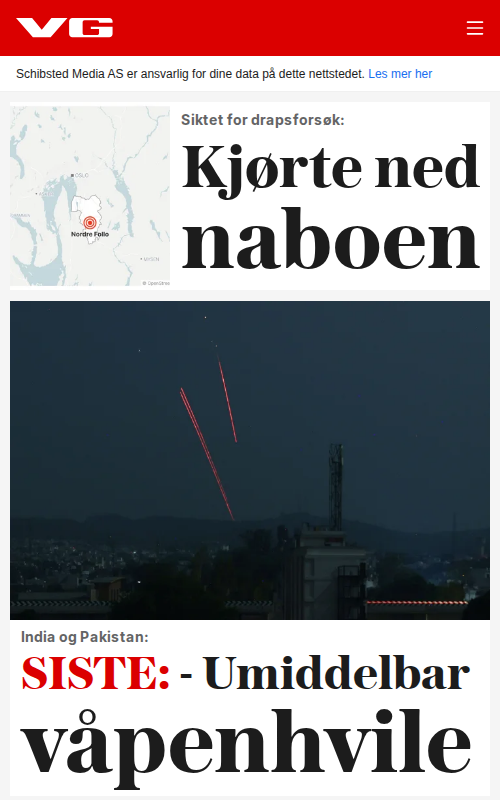 VG
Schibsted Media AS er ansvarlig for dine data på dette nettstedet. Les mer her
Siktet for drapsforsøk:
Kjørte ned
naboen
OSLO
Nordre Follo
MYSEN
India og Pakistan:
SISTE: - Umiddelbar
våpenhvile